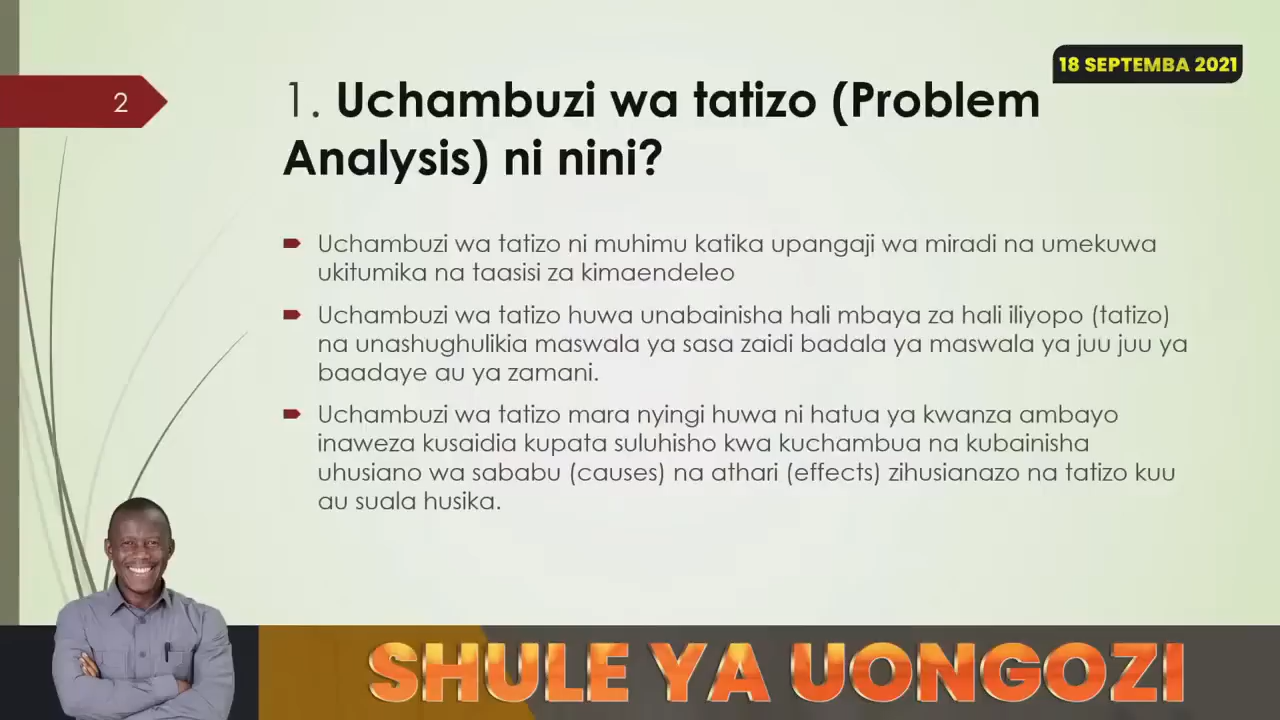 18 SEPTEMBA 2021
2
1. Uchambuzi wa tatizo (Problem
Analysis) ni nini?
Uchambuzi wa tatizo ni muhimu katika upangaji wa miradi na umekuwa
ukitumika na taasisi za kimaendeleo
Uchambuzi wa tatizo huwa unabainisha hali mbaya za hali iliyopo (tatizo)
na unashughulikia maswala ya sasa zaidi badala ya maswala ya juu juu ya
baadaye au ya zamani.
Uchambuzi wa tatizo mara nyingi huwa ni hatua ya kwanza ambayo
inaweza kusaidia kupata suluhisho kwa kuchambua na kubainisha
uhusiano wa sababu (causes) na athari (effects) zihusianazo na tatizo kuu
au suala husika.
SHULE YA UONGOZI